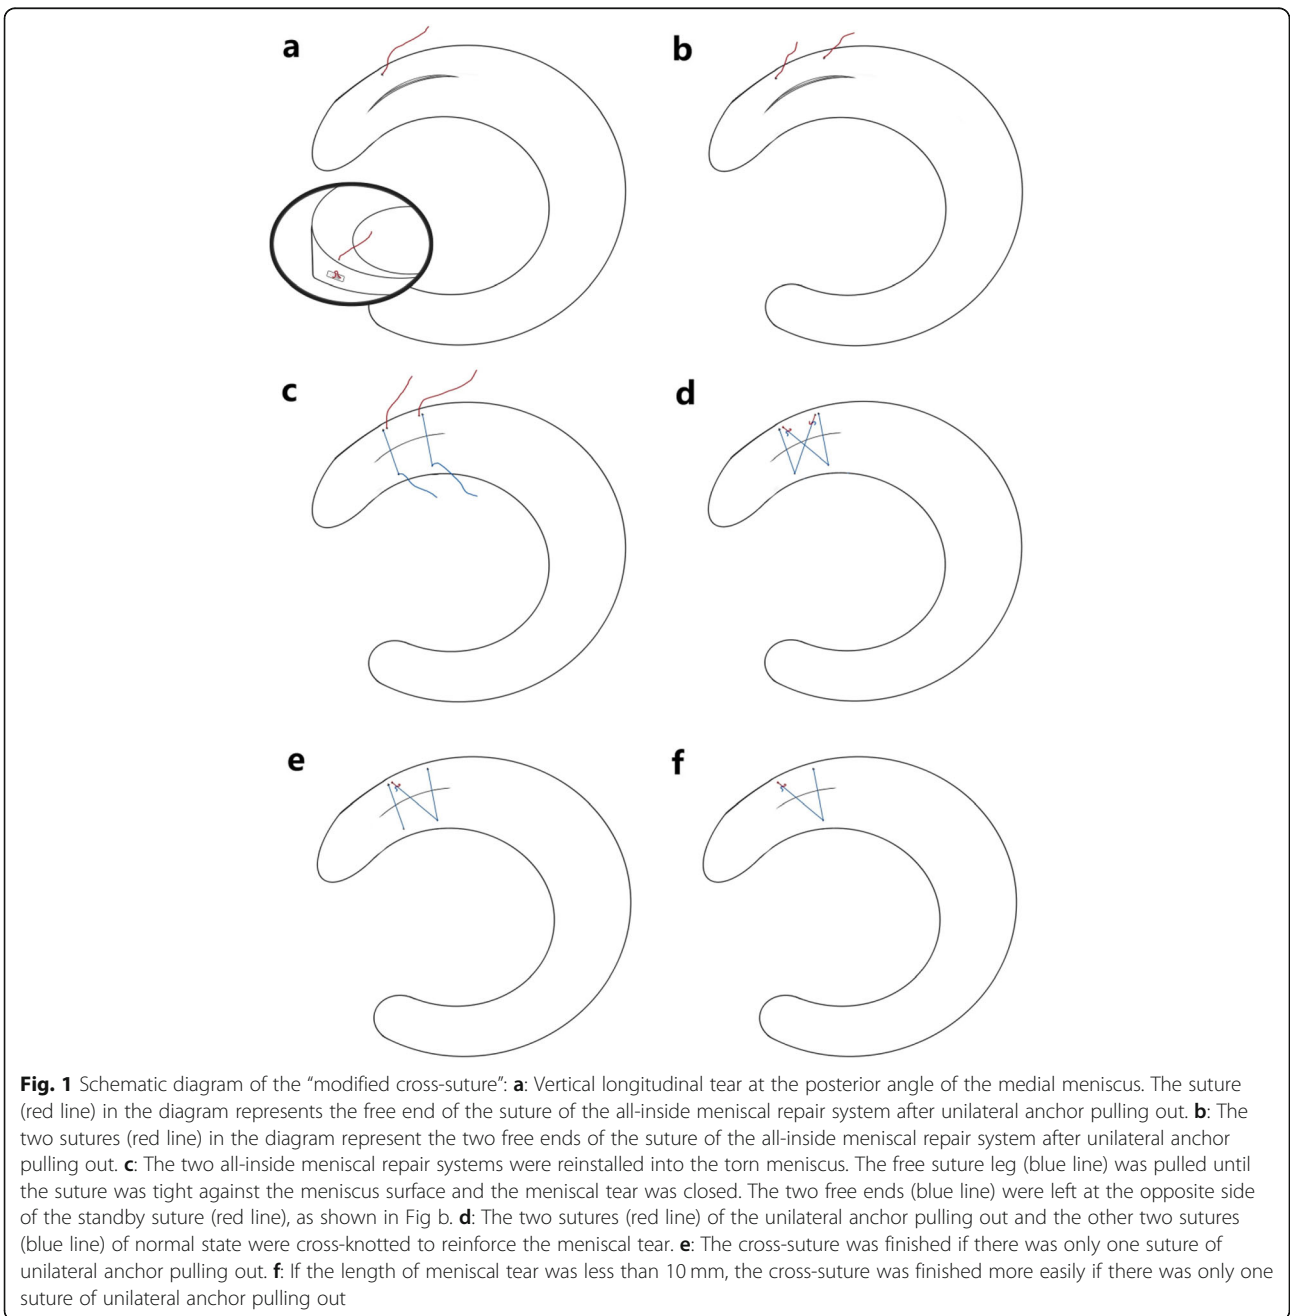 a
b
c
d
e
f
Fig. 1 Schematic diagram of the “modified cross-suture”: a: Vertical longitudinal tear at the posterior angle of the medial meniscus. The suture
(red line) in the diagram represents the free end of the suture of the all-inside meniscal repair system after unilateral anchor pulling out. b: The
two sutures (red line) in the diagram represent the two free ends of the suture of the all-inside meniscal repair system after unilateral anchor
pulling out. c: The two all-inside meniscal repair systems were reinstalled into the torn meniscus. The free suture leg (blue line) was pulled until
the suture was tight against the meniscus surface and the meniscal tear was closed. The two free ends (blue line) were left at the opposite side
of the standby suture (red line), as shown in Fig b. d: The two sutures (red line) of the unilateral anchor pulling out and the other two sutures
(blue line) of normal state were cross-knotted to reinforce the meniscal tear. e: The cross-suture was finished if there was only one suture of
unilateral anchor pulling out. f: If the length of meniscal tear was less than 10 mm, the cross-suture was finished more easily if there was only one
suture of unilateral anchor pulling out